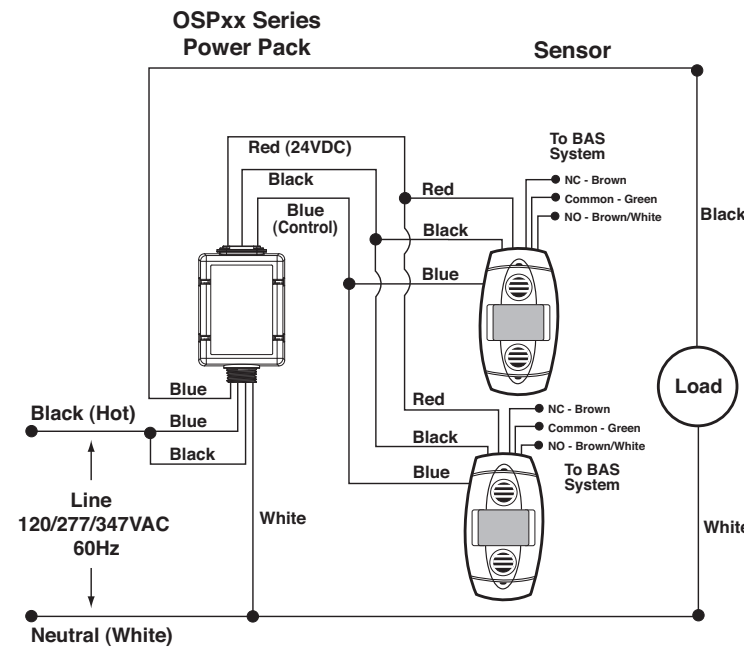 OSPxx Series
Power Pack
Sensor
Red (24VDC)
Black
Blue
(Control)
To BAS
System
NC - Brown
Common - Green
NO - Brown/White
Red
Black
Blue
Black
Load
Blue
Black (Hot)
Blue
Black
Red
Black
Blue
NC - Brown
Common - Green
NO - Brown/White
To BAS
System
Line
120/277/347VAC
60Hz
White
White
Neutral (White)